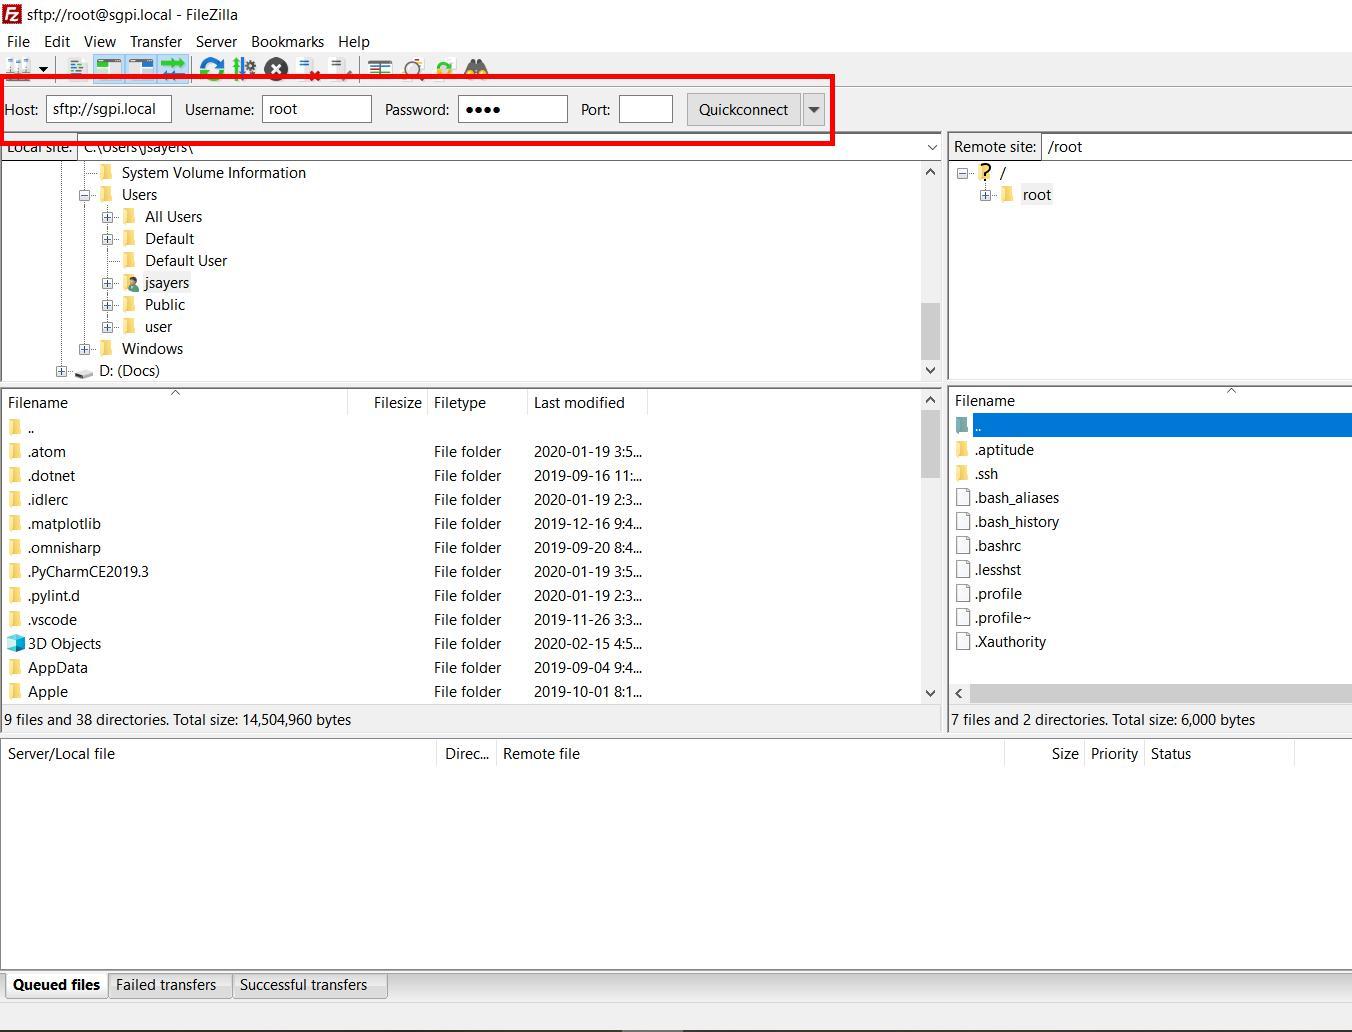 sftp://root@sgpi.local - FileZilla
File Edit View Transfer Server Bookmarks Help
Host: sftp://sgpi.local Username: root Password: ●●●● Port: Quickconnect
Local site: C:\Users\jsayers\
Remote site: /root
System Volume Information
Users
All Users
Default
Default User
jsayers
Public
user
Windows
D: (Docs)
? /
root
Filename Filesize Filetype Last modified
..
.atom File folder 2020-01-19 3:5...
.dotnet File folder 2019-09-16 11:...
.idlerc File folder 2020-01-19 2:3...
.matplotlib File folder 2019-12-16 9:4...
.omnisharp File folder 2019-09-20 8:4...
.PyCharmCE2019.3 File folder 2020-01-19 3:5...
.pylint.d File folder 2020-01-19 2:3...
.vscode File folder 2019-11-26 3:3...
3D Objects File folder 2020-02-15 4:5...
AppData File folder 2019-09-04 9:4...
Apple File folder 2019-10-01 8:1...
9 files and 38 directories. Total size: 14,504,960 bytes
Filename
..
.aptitude
.ssh
.bash_aliases
.bash_history
.bashrc
.lesshst
.profile
.profile~
.Xauthority
7 files and 2 directories. Total size: 6,000 bytes
Server/Local file Direc... Remote file Size Priority Status
Queued files Failed transfers Successful transfers